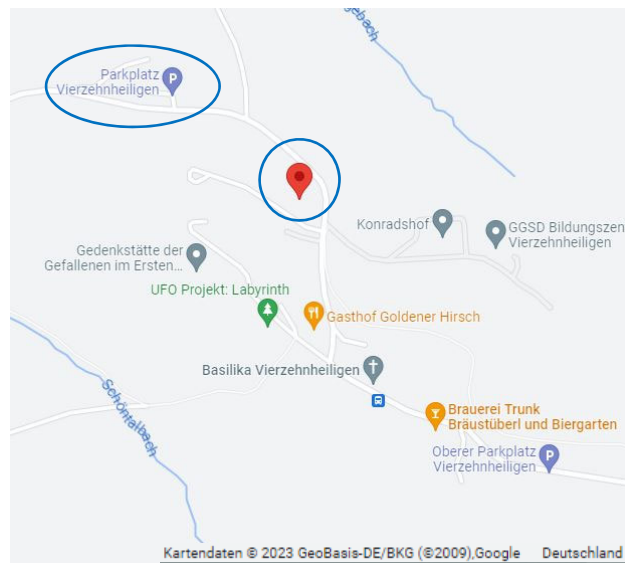 gebach
Parkplatz
Vierzehnheiligen
P
Konradshof
GGSD Bildungszen
Vierzehnheiligen
Gedenkstätte der
Gefallenen im Ersten...
UFO Projekt: Labyrinth
Gasthof Goldener Hirsch
Basilika Vierzehnheiligen
Schöntalbach
Brauerei Trunk
Bräustüberl und Biergarten
Oberer Parkplatz
Vierzehnheiligen
P
Kartendaten © 2023 GeoBasis-DE/BKG (©2009),Google Deutschland